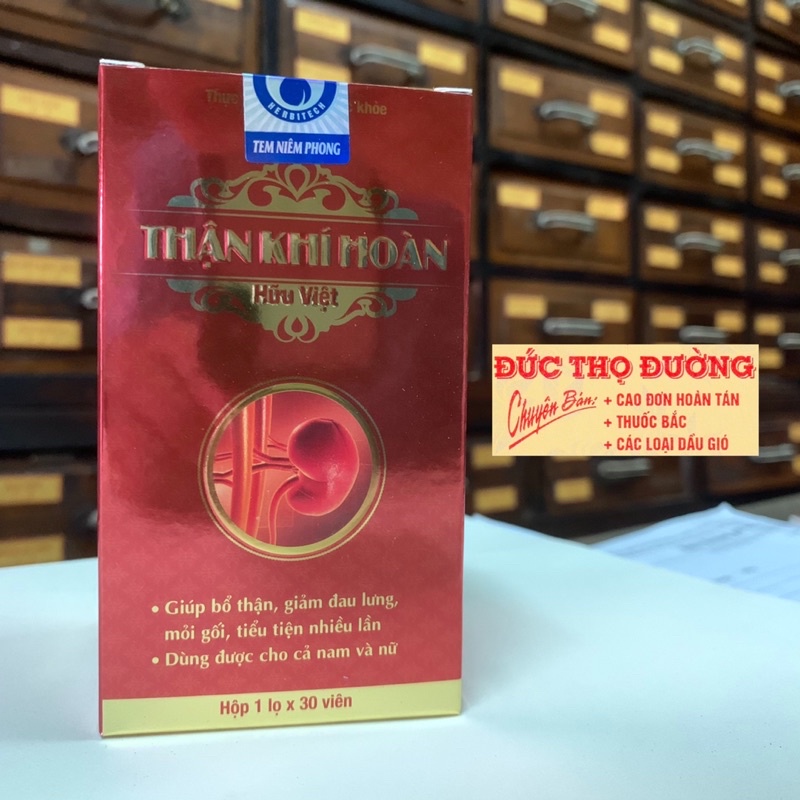 Thực
khỏe
HERBITECH
TEM NIÊM PHONG
THẬN KHÍ HOÀN
Hữu Việt
• Giúp bổ thận, giảm đau lưng,
mỏi gối, tiểu tiện nhiều lần
• Dùng được cho cả nam và nữ
Hộp 1 lọ x 30 viên
ĐỨC THỌ ĐƯỜNG
Chuyên Bán:
+ CAO ĐƠN HOÀN TÁN
+ THUỐC BẮC
+ CÁC LOẠI DẦU GIÓ